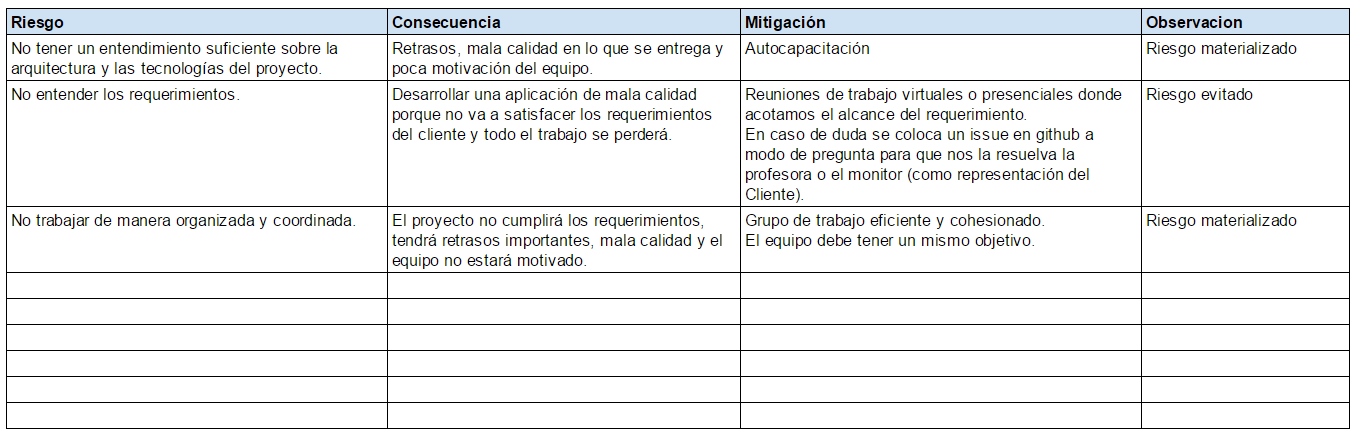 Riesgo
Consecuencia
Mitigación
Observacion
No tener un entendimiento suficiente sobre la
arquitectura y las tecnologías del proyecto.
Retrasos, mala calidad en lo que se entrega y
poca motivación del equipo.
Autocapacitación
Riesgo materializado
No entender los requerimientos.
Desarrollar una aplicación de mala calidad
porque no va a satisfacer los requerimientos
del cliente y todo el trabajo se perderá.
Reuniones de trabajo virtuales o presenciales donde
acotamos el alcance del requerimiento.
En caso de duda se coloca un issue en github a
modo de pregunta para que nos la resuelva la
profesora o el monitor (como representación del
Cliente).
Riesgo evitado
No trabajar de manera organizada y coordinada.
El proyecto no cumplirá los requerimientos,
tendrá retrasos importantes, mala calidad y el
equipo no estará motivado.
Grupo de trabajo eficiente y cohesionado.
El equipo debe tener un mismo objetivo.
Riesgo materializado